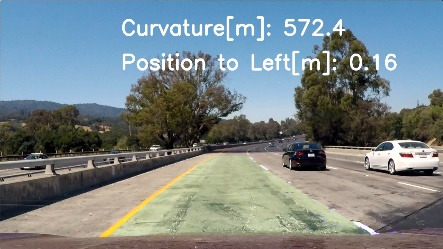 Curvature[m]: 572.4
Position to Left[m]: 0.16